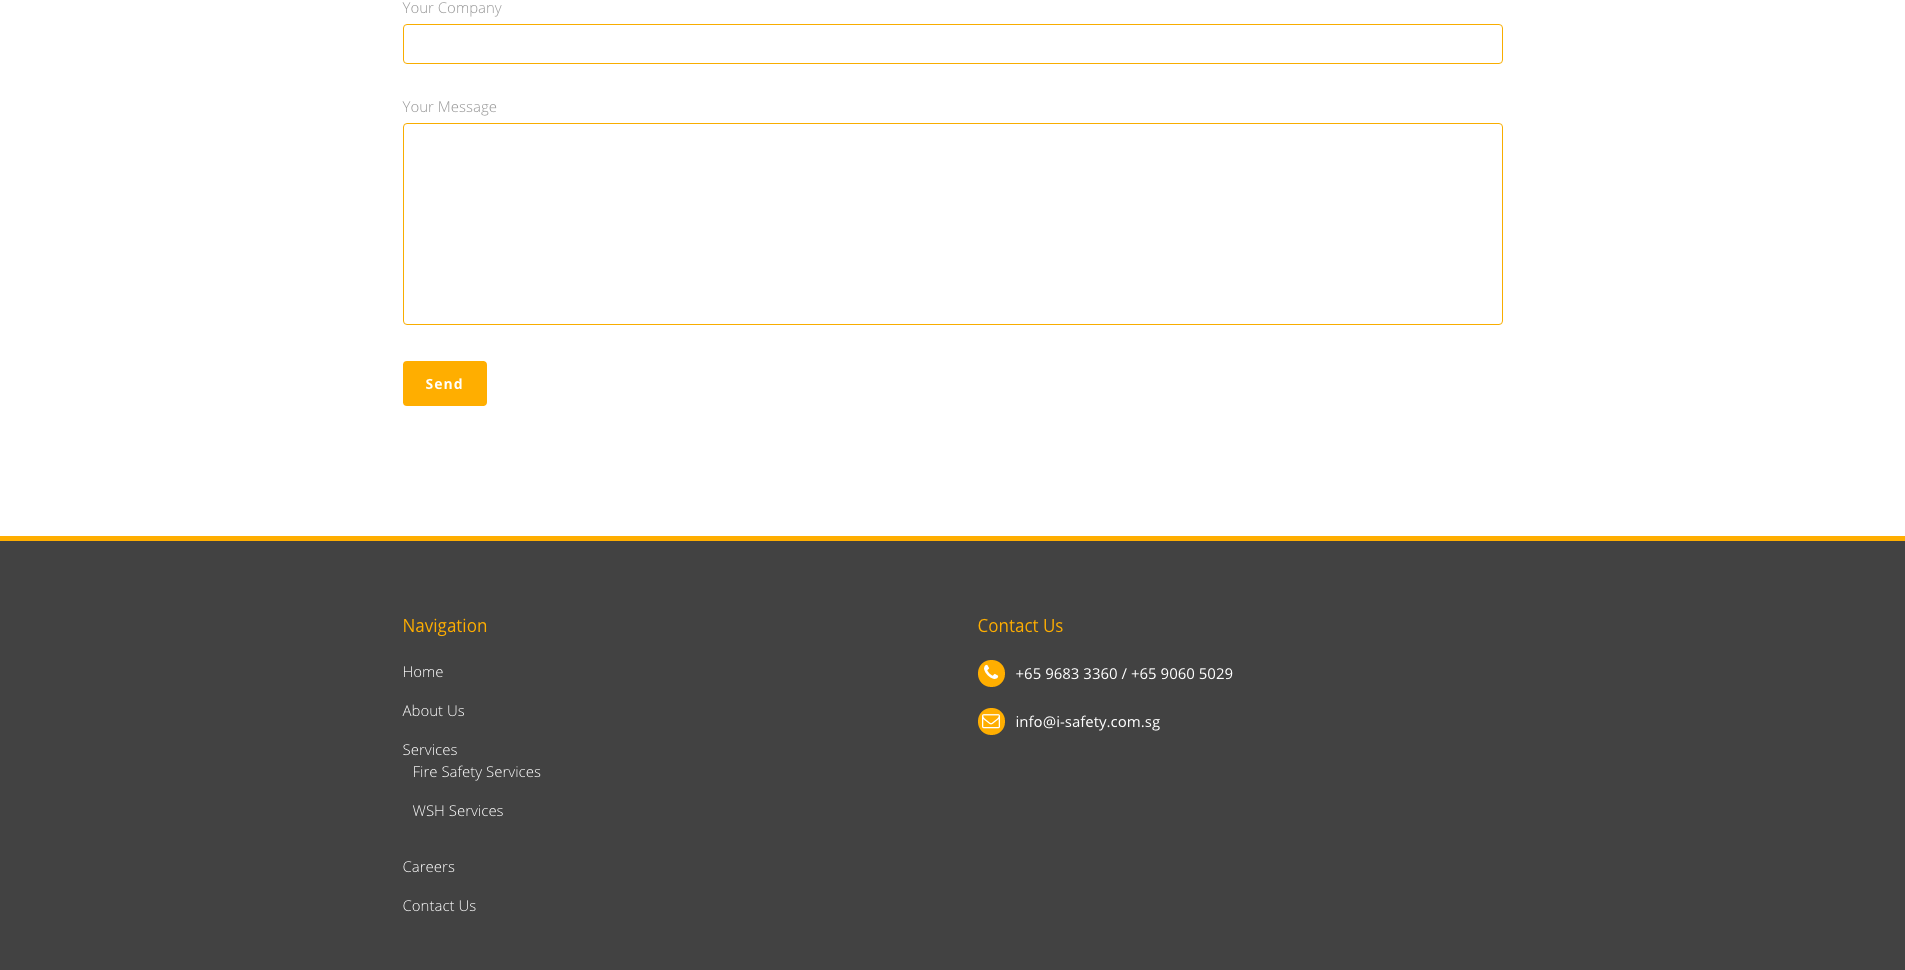 Your Company
Your Message
Send
Navigation
Home
About Us
Services
Fire Safety Services
WSH Services
Careers
Contact Us
Contact Us
+65 9683 3360 / +65 9060 5029
info@i-safety.com.sg